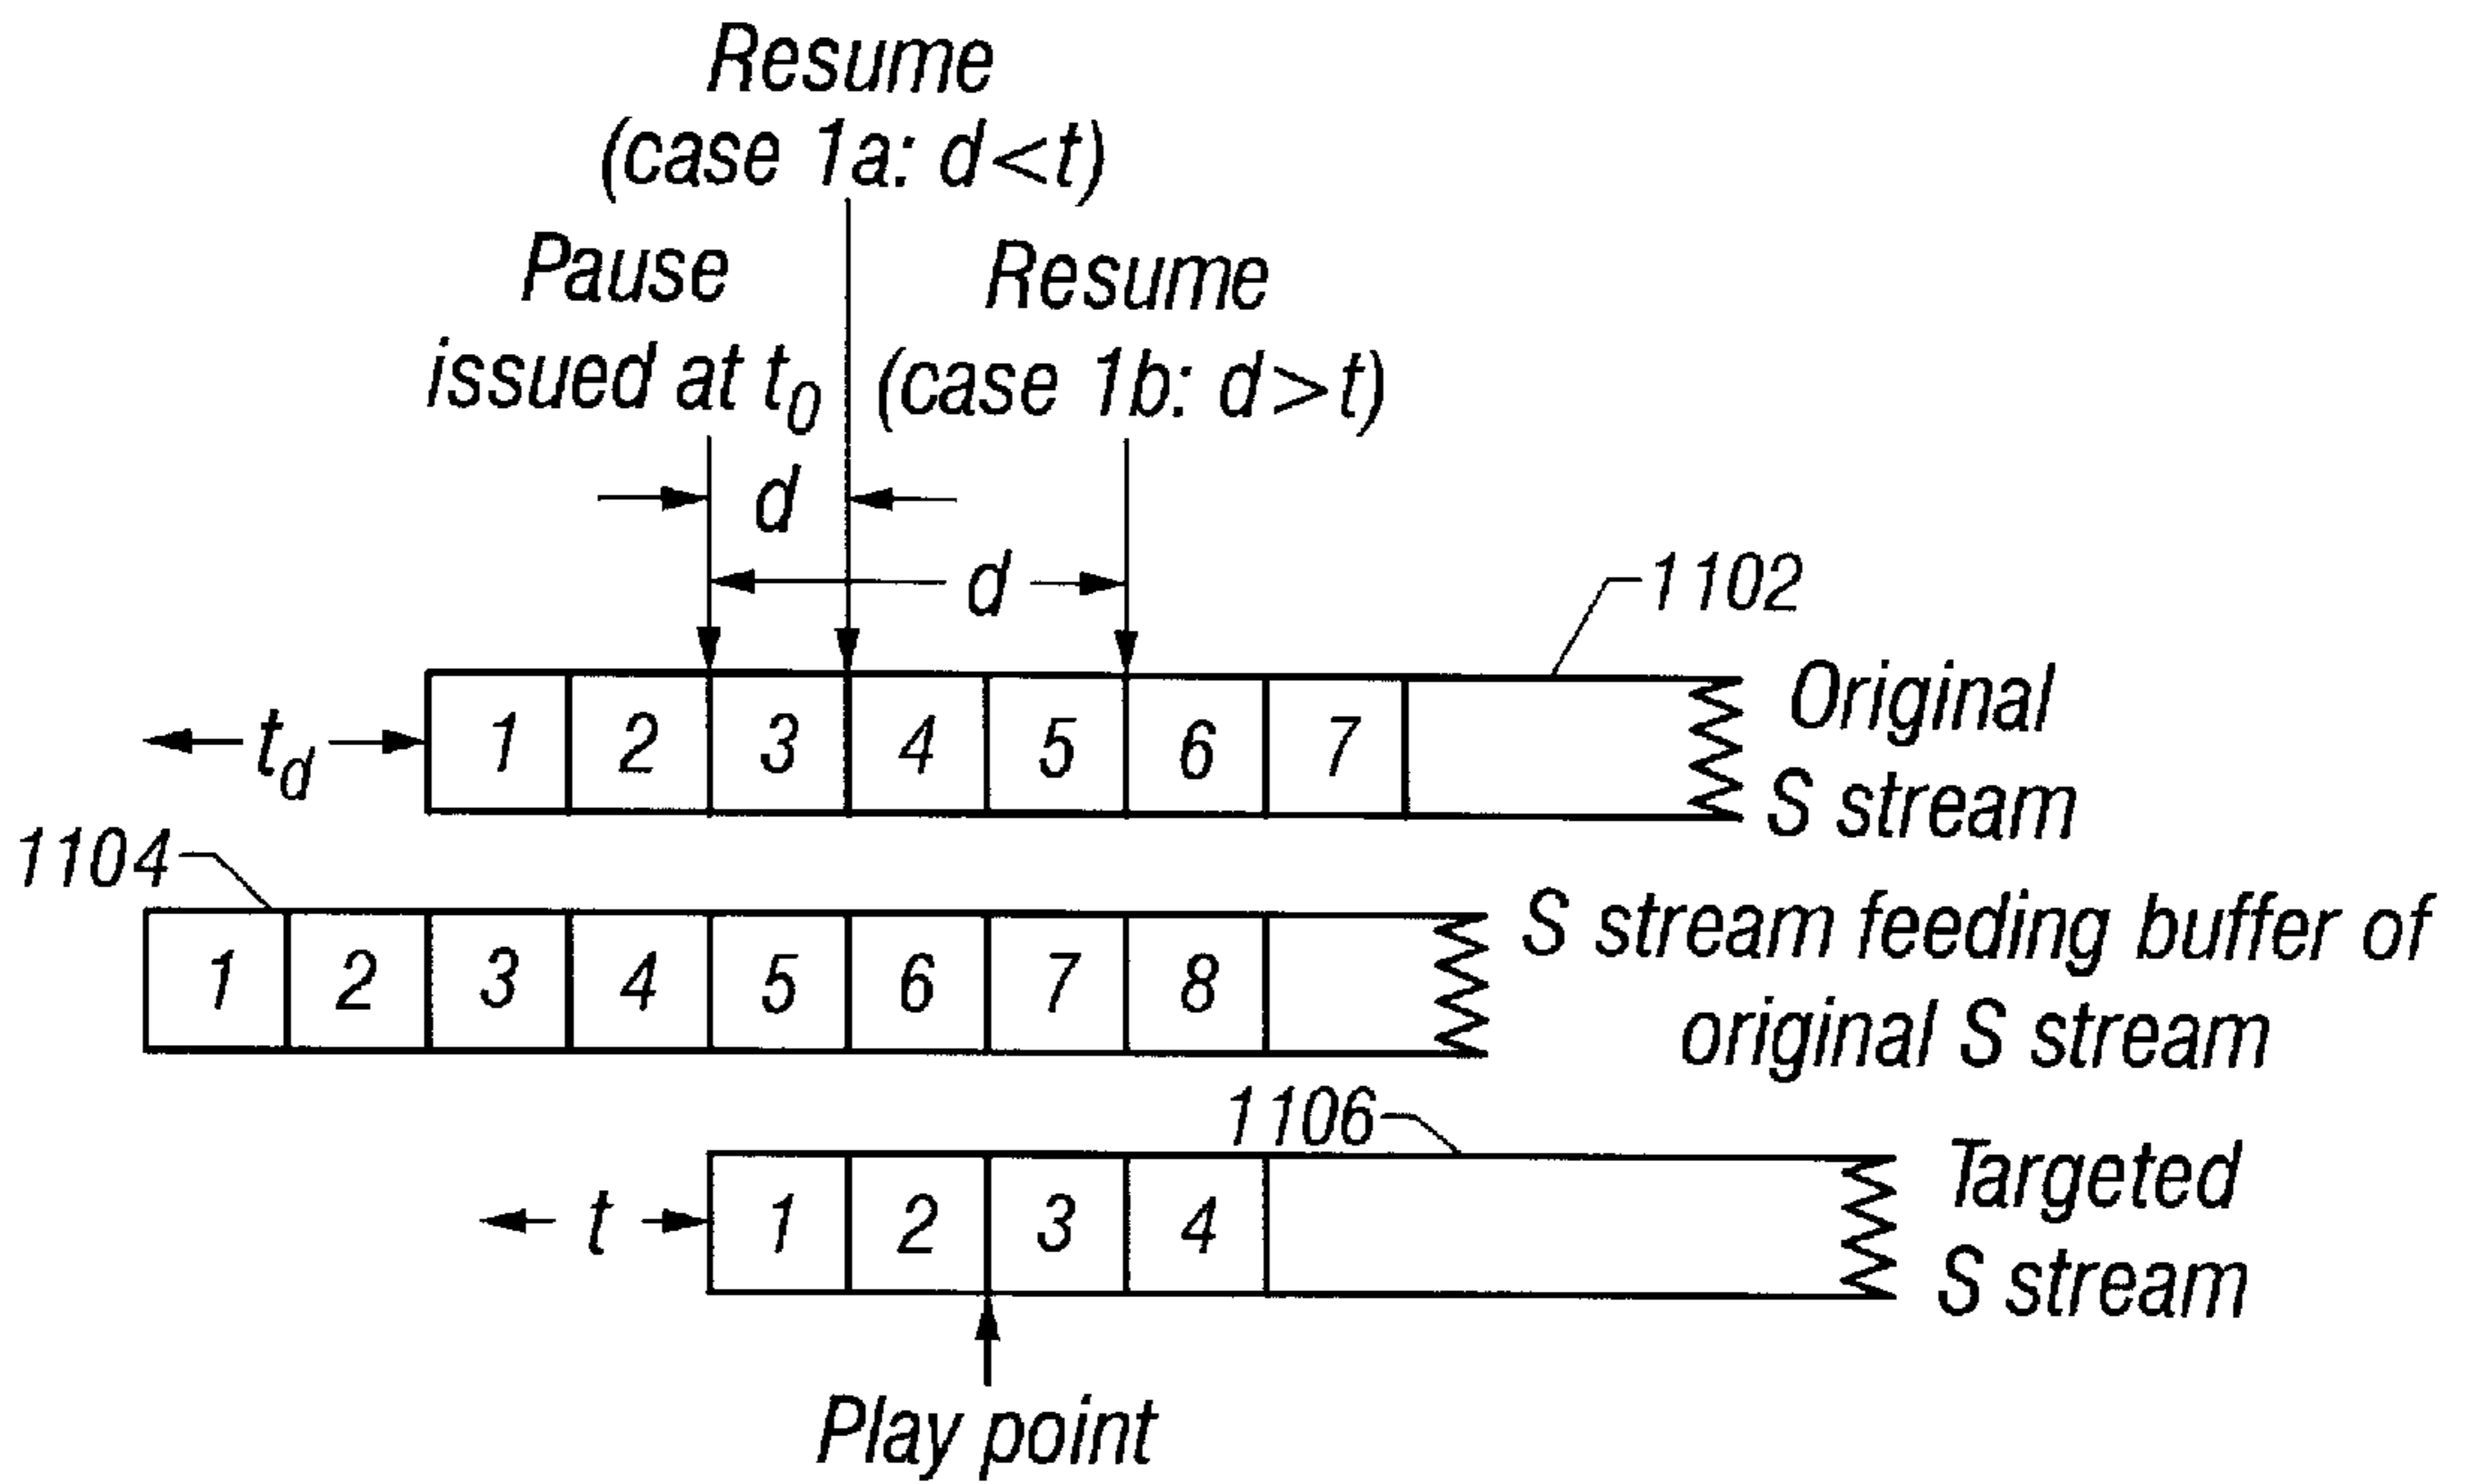 Resume
(case 1a: d<t)
Pause
issued at t0
Resume
(case 1b: d>t)
d
d
1102
td
1 2 3 4 5 6 7
Original
S stream
1104
1 2 3 4 5 6 7 8
S stream feeding buffer of
original S stream
1106
t
1 2 3 4
Targeted
S stream
Play point